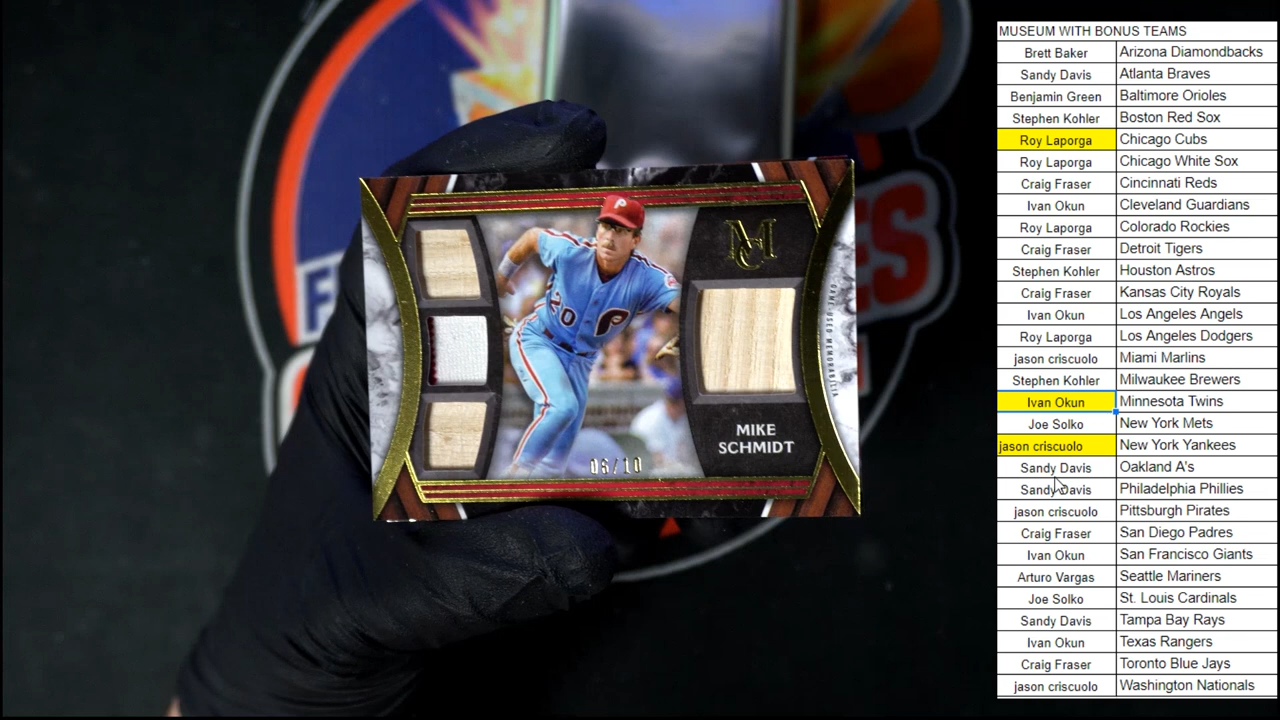 P
20
P
MC
GAME-USED MEMORABILIA
MIKE
SCHMIDT
06/10
F
ES
MUSEUM WITH BONUS TEAMS
Brett Baker Arizona Diamondbacks
Sandy Davis Atlanta Braves
Benjamin Green Baltimore Orioles
Stephen Kohler Boston Red Sox
Roy Laporga Chicago Cubs
Roy Laporga Chicago White Sox
Craig Fraser Cincinnati Reds
Ivan Okun Cleveland Guardians
Roy Laporga Colorado Rockies
Craig Fraser Detroit Tigers
Stephen Kohler Houston Astros
Craig Fraser Kansas City Royals
Ivan Okun Los Angeles Angels
Roy Laporga Los Angeles Dodgers
jason criscuolo Miami Marlins
Stephen Kohler Milwaukee Brewers
Ivan Okun Minnesota Twins
Joe Solko New York Mets
jason criscuolo New York Yankees
Sandy Davis Oakland A's
Sandy Davis Philadelphia Phillies
jason criscuolo Pittsburgh Pirates
Craig Fraser San Diego Padres
Ivan Okun San Francisco Giants
Arturo Vargas Seattle Mariners
Joe Solko St. Louis Cardinals
Sandy Davis Tampa Bay Rays
Ivan Okun Texas Rangers
Craig Fraser Toronto Blue Jays
jason criscuolo Washington Nationals